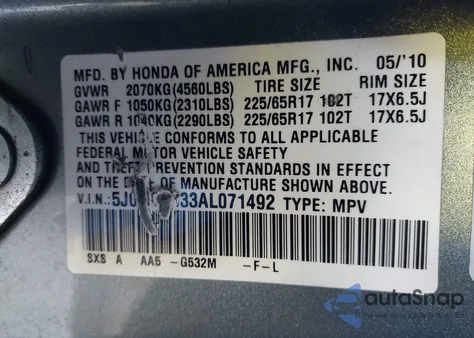 MFD. BY HONDA OF AMERICA MFG., INC. 05/'10
GVWR 2070KG(4560LBS) TIRE SIZE RIM SIZE
GAWR F 1050KG(2310LBS) 225/65R17 102T 17X6.5J
GAWR R 1040KG(2290LBS) 225/65R17 102T 17X6.5J
THIS VEHICLE CONFORMS TO ALL APPLICABLE
FEDERAL MOTOR VEHICLE SAFETY
AND THEFT PREVENTION STANDARDS IN EFFECT
ON THE DATE OF MANUFACTURE SHOWN ABOVE.
V.I.N.: TYPE: MPV
SXS A AA5 -G532M -F-L
autoSnap